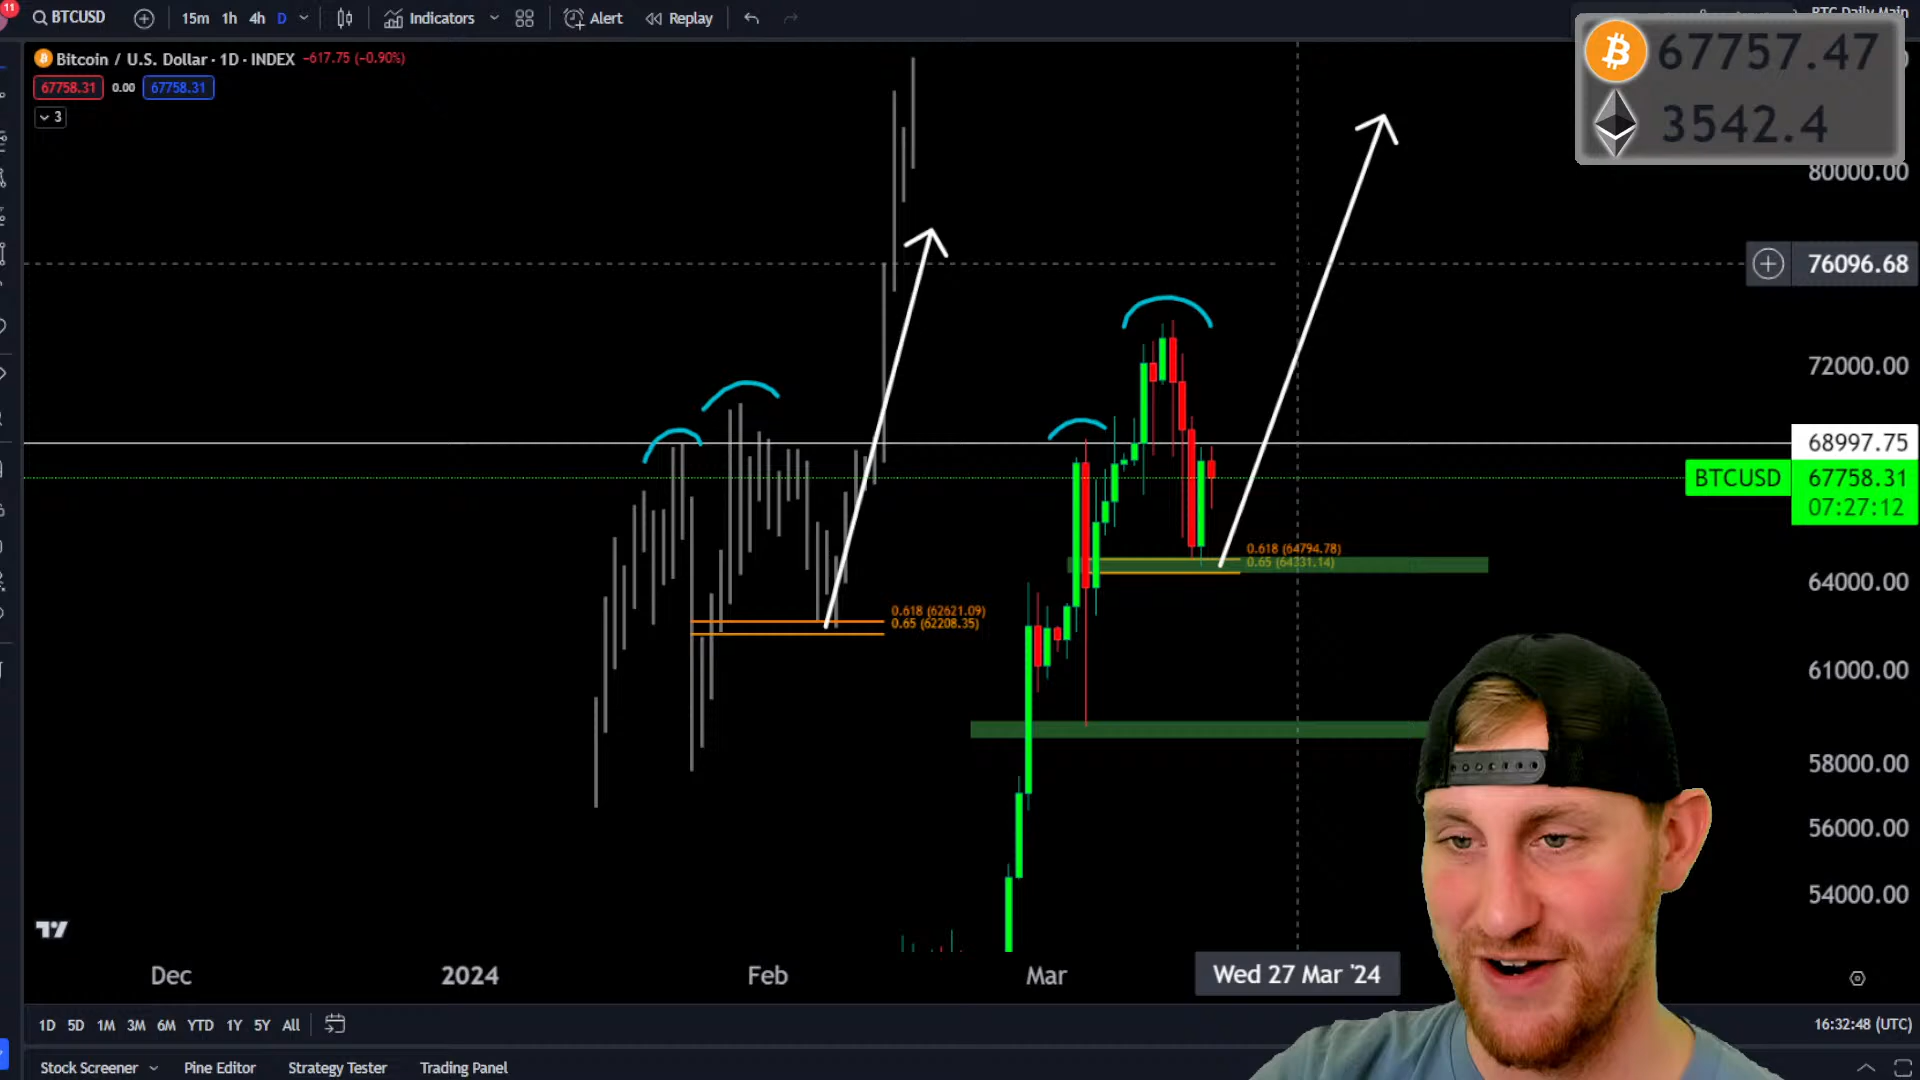 11
BTCUSD 15m 1h 4h D Indicators Alert Replay
BTC Daily Main
Bitcoin / U.S. Dollar · 1D · INDEX −617.75 (−0.90%)
67758.31 0.00 67758.31
3
67757.47
3542.4
80000.00
76096.68
72000.00
68997.75
BTCUSD 67758.31
07:27:12
0.618 (64794.78)
0.65 (64331.14)
64000.00
0.618 (62621.09)
0.65 (62208.35)
61000.00
58000.00
56000.00
54000.00
Dec 2024 Feb Mar Wed 27 Mar '24
1D 5D 1M 3M 6M YTD 1Y 5Y All
16:32:48 (UTC)
Stock Screener Pine Editor Strategy Tester Trading Panel